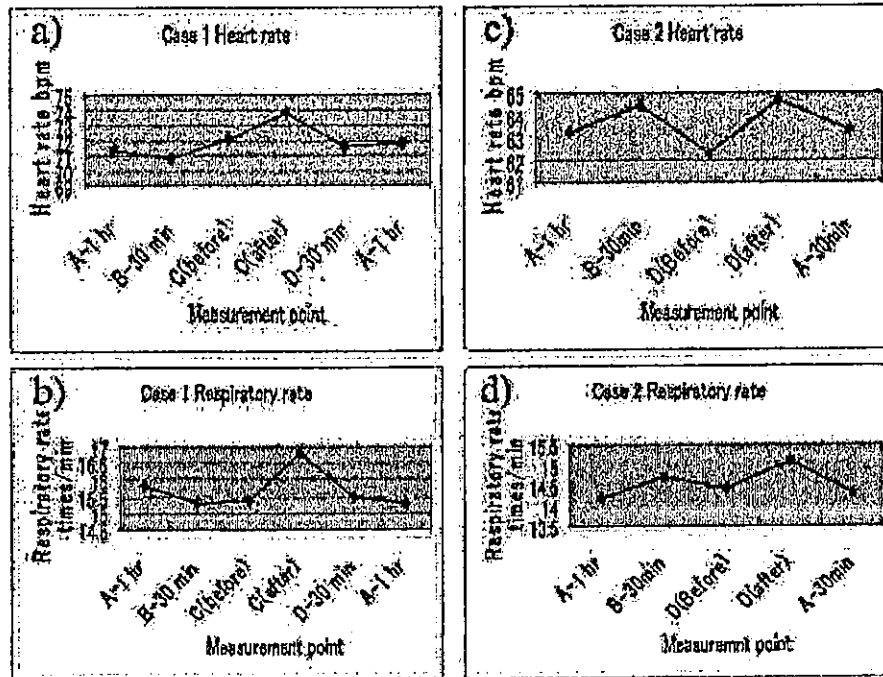 a)
Case 1 Heart rate
Heart rate bpm
74
73
72
71
70
69
A~1 hr
B~30 min
C(before)
C(after)
D~30 min
A~1 hr
Measurement point
c)
Case 2 Heart rate
Heart rate bpm
65
64
63
62
61
A~1 hr
B~30min
D(Before)
D(after)
A~30min
Measurement point
b)
Case 1 Respiratory rate
Respiratory rate
times/min
A~1 hr
B~30 min
C(before)
C(after)
D~30 min
A~1 hr
Measurement point
d)
Case 2 Respiratory rate
Respiratory rate
times/min
15.5
15
14.5
14
13.5
A~1 hr
B~30min
D(Before)
D(after)
A~30min
Measuremnt point